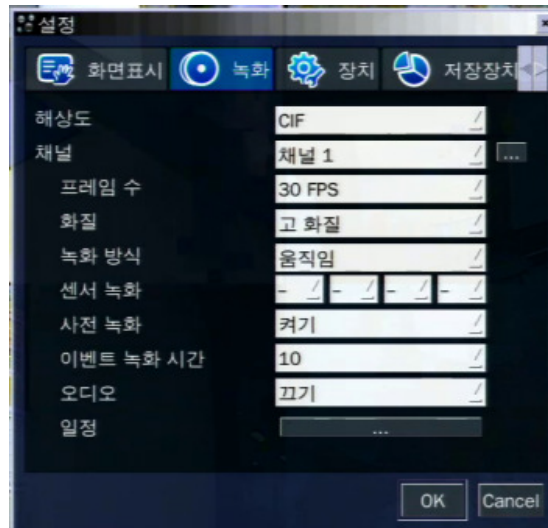 설정
화면표시 녹화 장치 저장장치
해상도 CIF
채널 채널 1 ...
프레임 수 30 FPS
화질 고 화질
녹화 방식 움직임
센서 녹화 - - - -
사전 녹화 켜기
이벤트 녹화 시간 10
오디오 끄기
일정 ...
OK Cancel